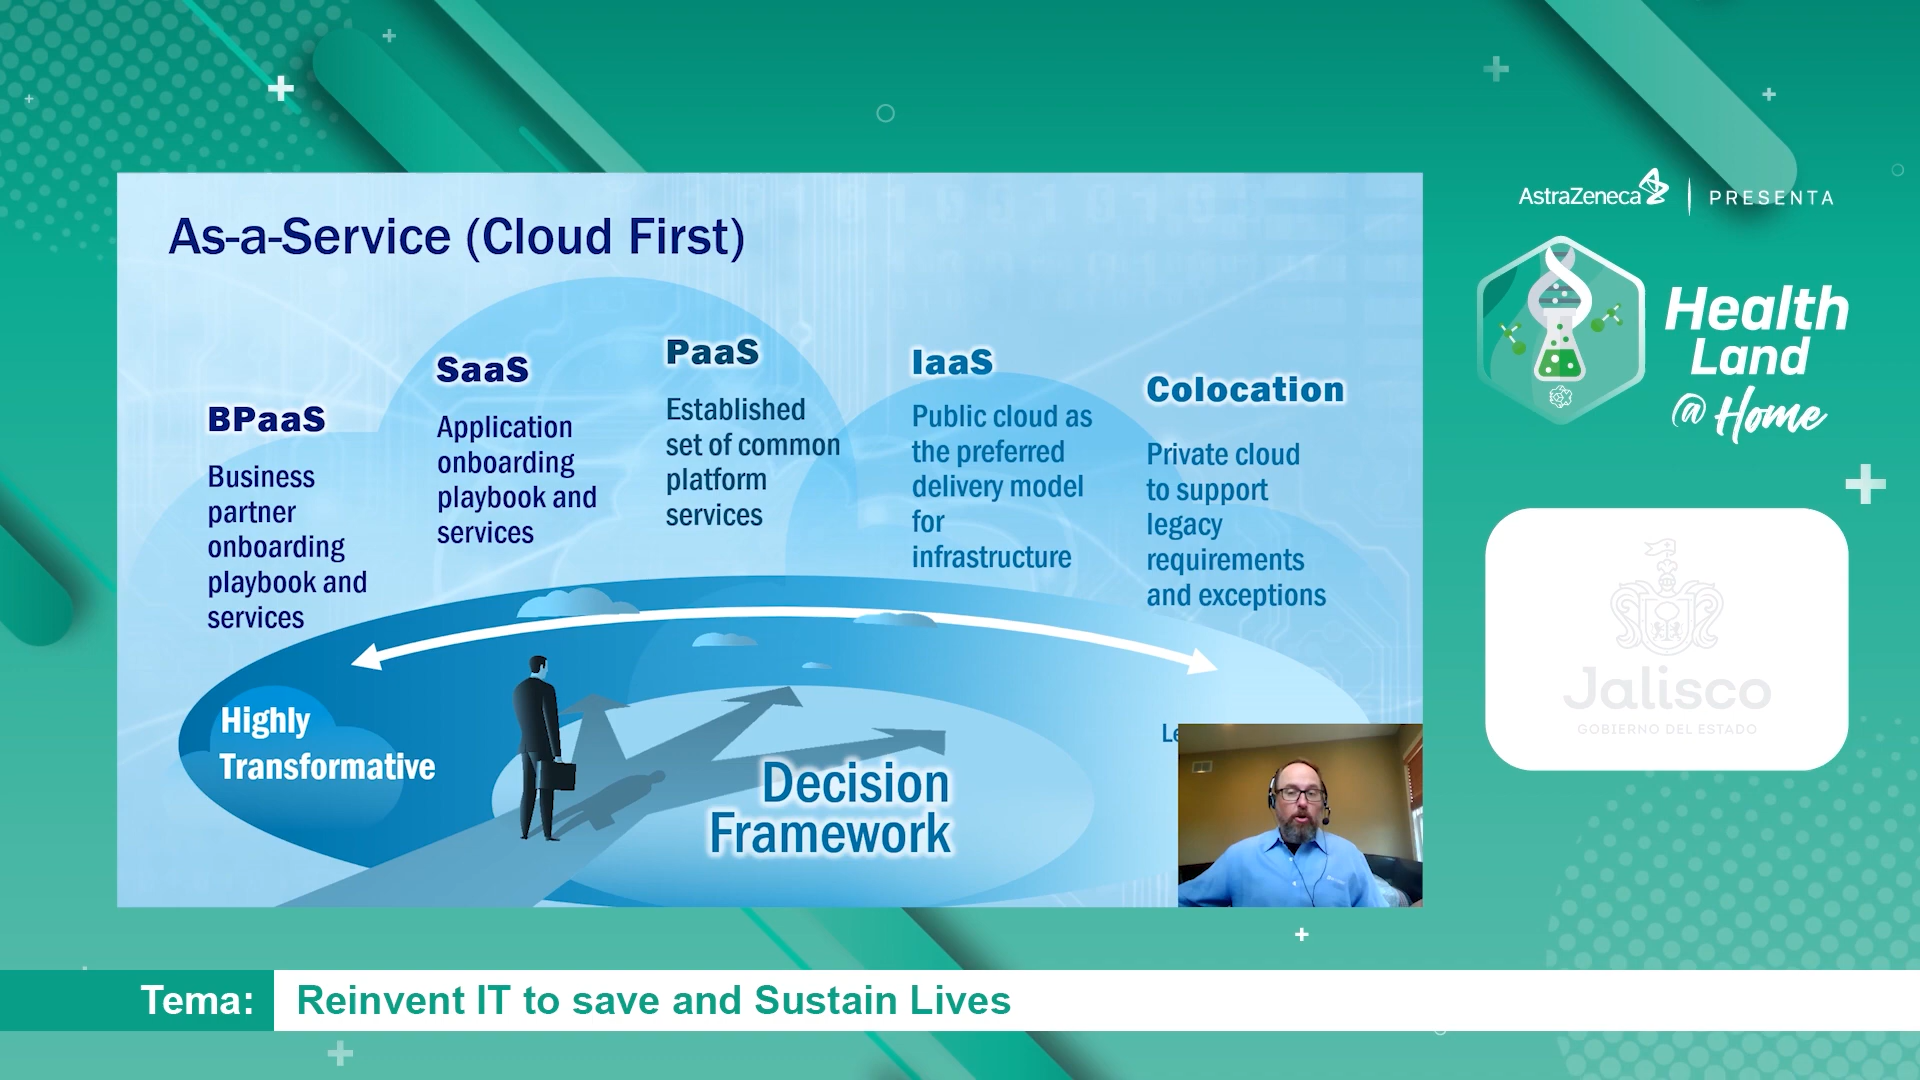 As-a-Service (Cloud First)
BPaaS
Business
partner
onboarding
playbook and
services
SaaS
Application
onboarding
playbook and
services
PaaS
Established
set of common
platform
services
IaaS
Public cloud as
the preferred
delivery model
for
infrastructure
Colocation
Private cloud
to support
legacy
requirements
and exceptions
Highly
Transformative
Decision
Framework
AstraZeneca | PRESENTA
Health
Land
@Home
Jalisco
GOBIERNO DEL ESTADO
Tema: Reinvent IT to save and Sustain Lives